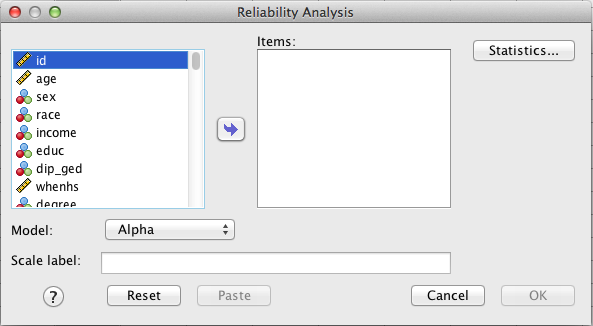 Reliability Analysis
Items:
Statistics...
id
age
sex
race
income
educ
dip_ged
whenhs
degree
Model:
Alpha
Scale label:
?
Reset
Paste
Cancel
OK